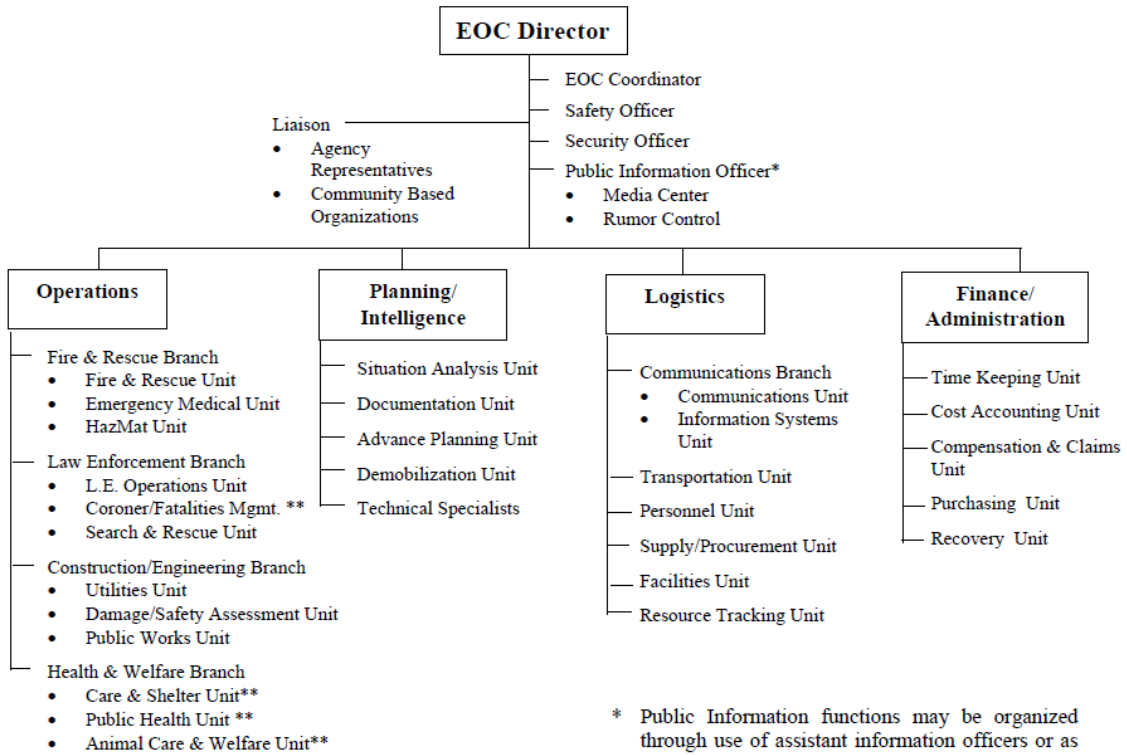 EOC Director
EOC Coordinator
Safety Officer
Security Officer
Public Information Officer*
• Media Center
• Rumor Control
Liaison
• Agency
Representatives
• Community Based
Organizations
Operations
Fire & Rescue Branch
• Fire & Rescue Unit
• Emergency Medical Unit
• HazMat Unit
Law Enforcement Branch
• L.E. Operations Unit
• Coroner/Fatalities Mgmt. **
• Search & Rescue Unit
Construction/Engineering Branch
• Utilities Unit
• Damage/Safety Assessment Unit
• Public Works Unit
Health & Welfare Branch
• Care & Shelter Unit**
• Public Health Unit **
• Animal Care & Welfare Unit**
Planning/
Intelligence
Situation Analysis Unit
Documentation Unit
Advance Planning Unit
Demobilization Unit
Technical Specialists
Logistics
Communications Branch
• Communications Unit
• Information Systems
Unit
Transportation Unit
Personnel Unit
Supply/Procurement Unit
Facilities Unit
Resource Tracking Unit
Finance/
Administration
Time Keeping Unit
Cost Accounting Unit
Compensation & Claims
Unit
Purchasing Unit
Recovery Unit
* Public Information functions may be organized
through use of assistant information officers or as